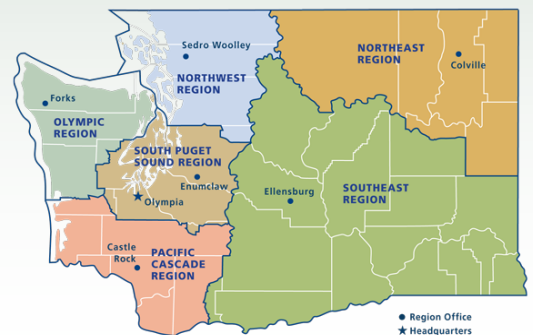 Sedro Woolley
NORTHWEST
REGION
NORTHEAST
REGION
Colville
Forks
OLYMPIC
REGION
SOUTH PUGET
SOUND REGION
Enumclaw
Olympia
Ellensburg
SOUTHEAST
REGION
Castle
Rock
PACIFIC
CASCADE
REGION
Region Office
Headquarters